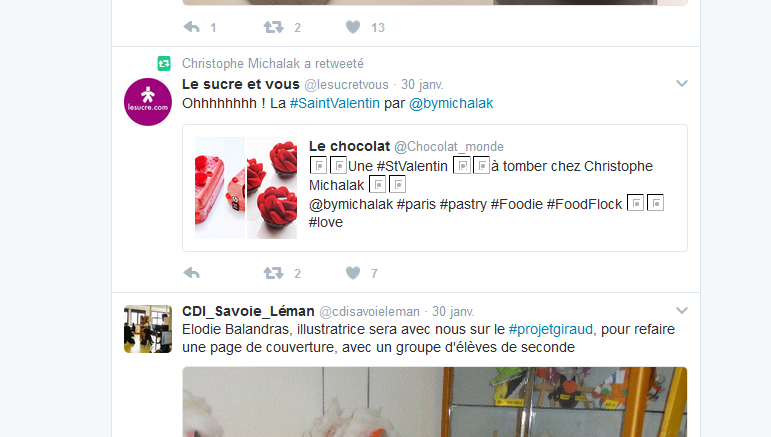 1 2 13
Christophe Michalak a retweeté
Le sucre et vous @lesucretvous · 30 janv.
lesucre.com
Ohhhhhhhh ! La #SaintValentin par @bymichalak
Le chocolat @Chocolat_monde
Une #StValentin à tomber chez Christophe
Michalak
@bymichalak #paris #pastry #Foodie #FoodFlock
#love
2 7
CDI_Savoie_Léman @cdisavoieleman · 30 janv.
Elodie Balandras, illustratrice sera avec nous sur le #projetgiraud, pour refaire
une page de couverture, avec un groupe d'élèves de seconde